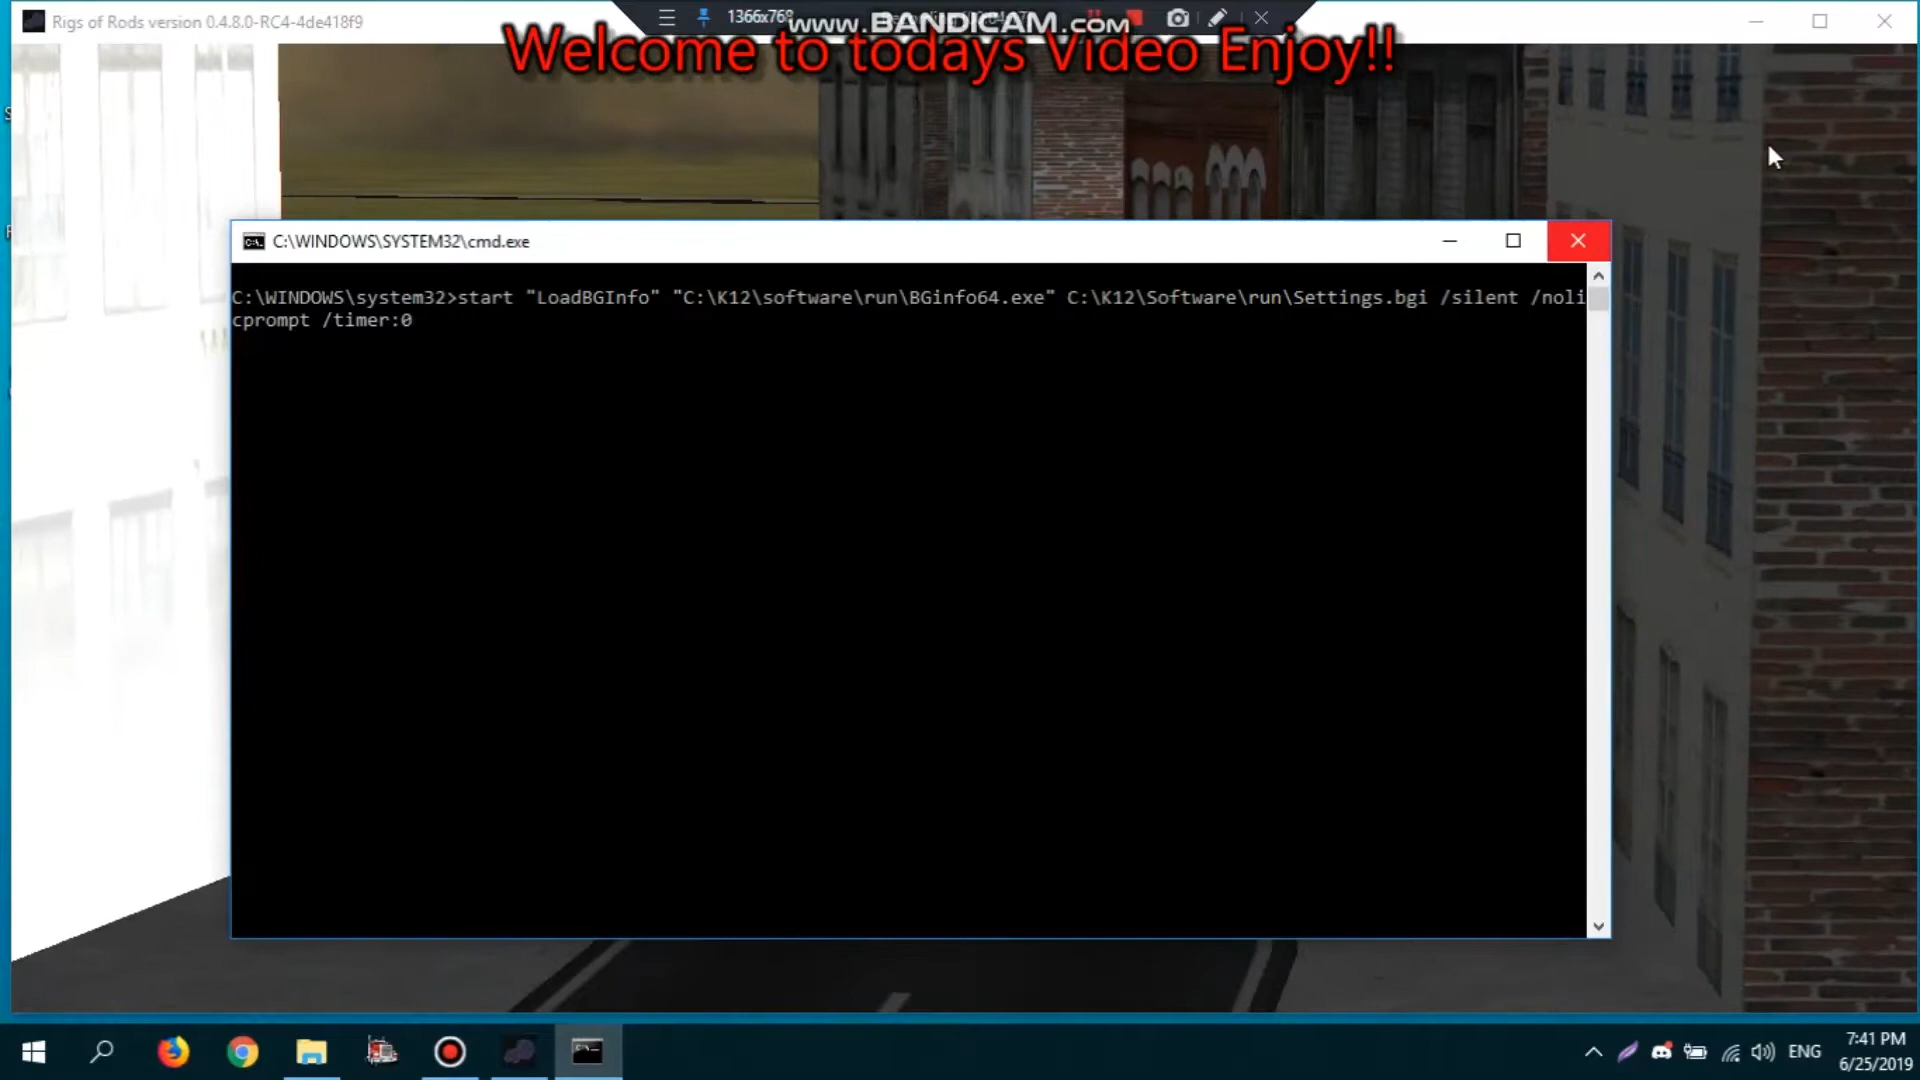 Rigs of Rods version 0.4.8.0-RC4-4de418f9
1366x768
www.BANDICAM.com
Welcome to todays Video Enjoy!!
C:\WINDOWS\SYSTEM32\cmd.exe
C:\WINDOWS\system32>start "LoadBGInfo" "C:\K12\software\run\BGinfo64.exe" C:\K12\Software\run\Settings.bgi /silent /noli
cprompt /timer:0
ENG
7:41 PM
6/25/2019